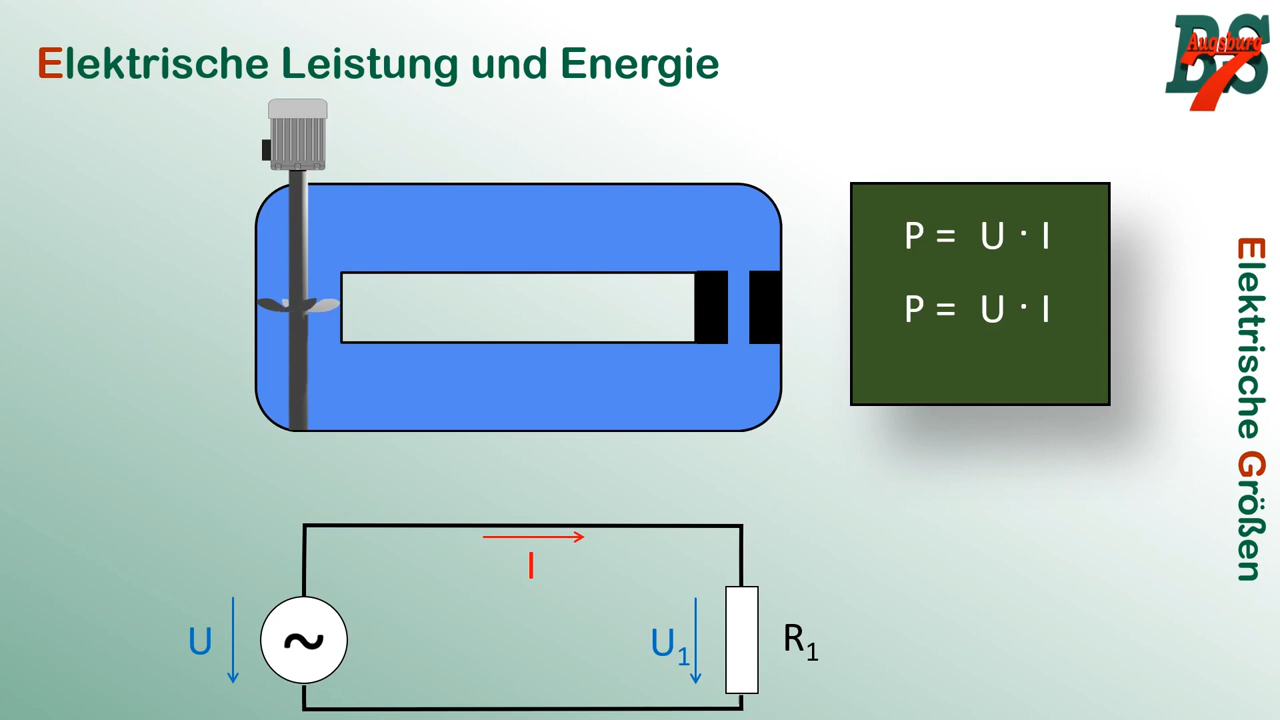 Elektrische Leistung und Energie
BS
Augsburg
7
P = U · I
P = U · I
Elektrische Größen
I
U
~
U₁
R₁